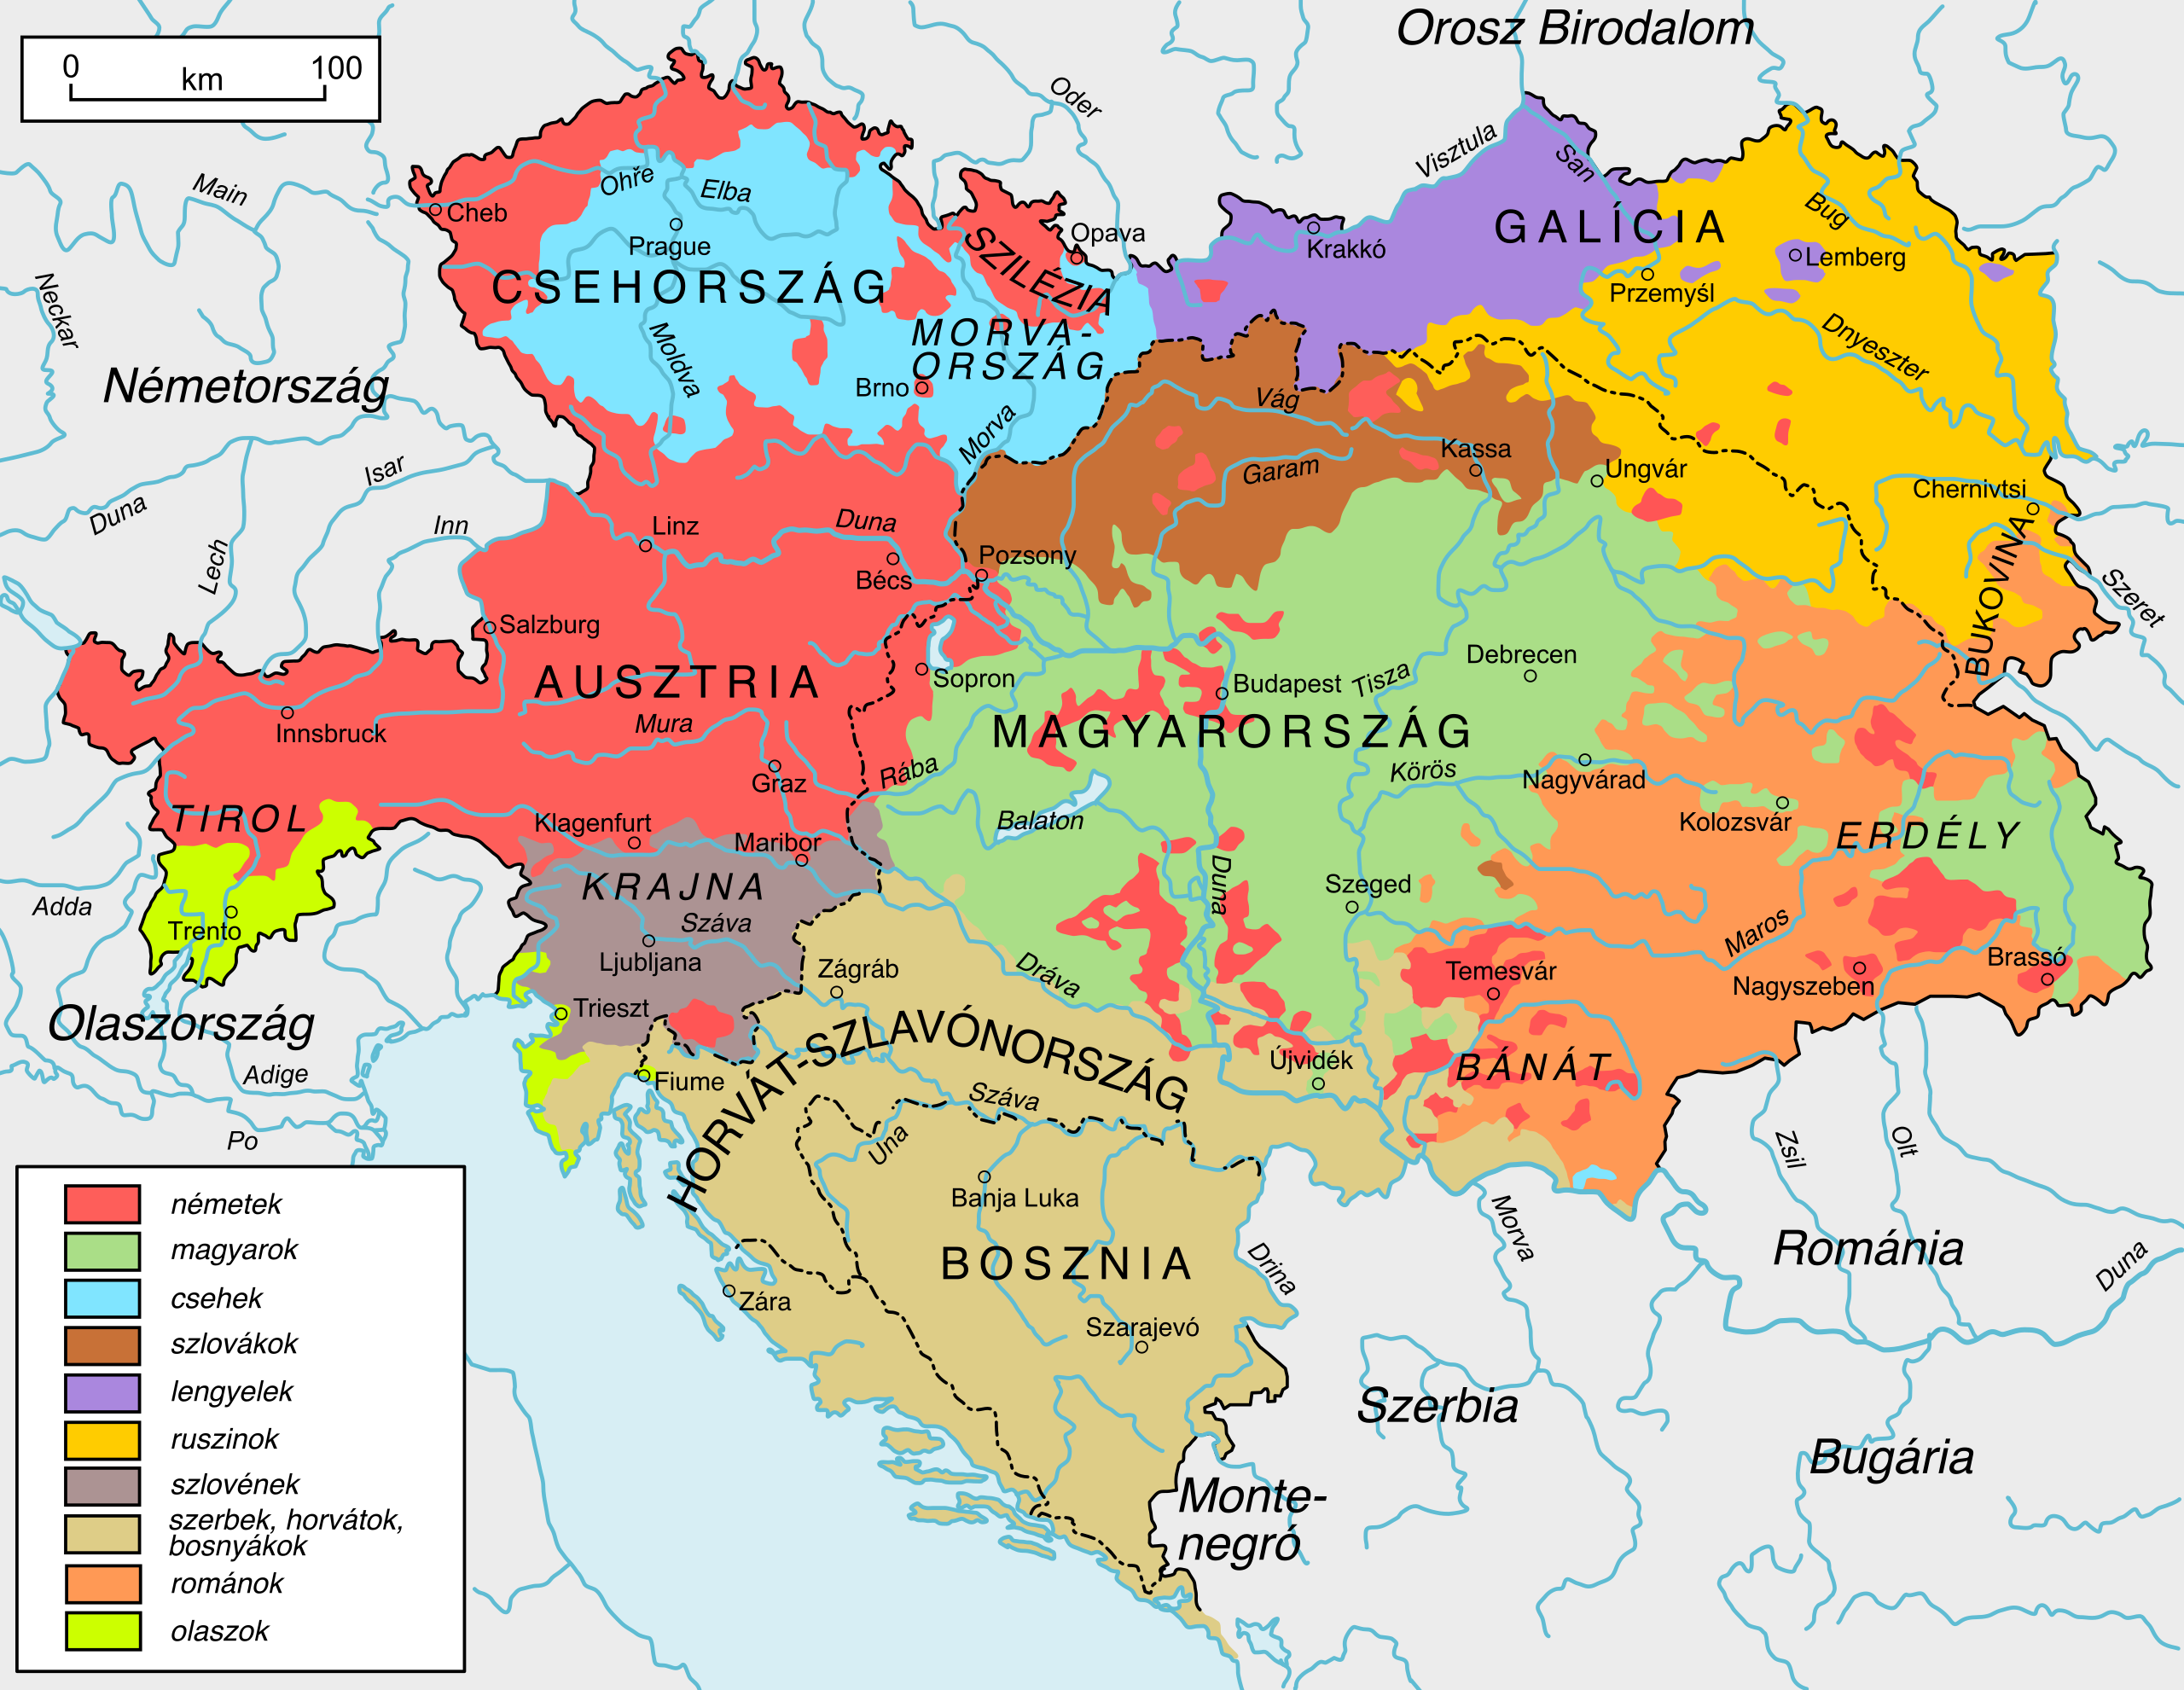 Orosz Birodalom
0 km 100
Oder
Visztula
San
Main
Ohře
Elba
Cheb
Prague
Opava
Krakkó
GALÍCIA
Bug
Lemberg
Przemyśl
Neckar
CSEHORSZÁG
SZILÉZIA
MORVA-
ORSZÁG
Moldva
Dnyeszter
Németország
Brno
Morva
Vág
Kassa
Garam
Ungvár
Chernivtsi
Isar
Duna
Inn
Linz
Duna
Lech
Bécs
Pozsony
BUKOVINA
Szeret
Salzburg
AUSZTRIA
Sopron
Budapest
Tisza
Debrecen
Innsbruck
Mura
MAGYARORSZÁG
Graz
Rába
Körös
Nagyvárad
TIROL
Klagenfurt
Maribor
Balaton
Kolozsvár
ERDÉLY
KRAJNA
Duna
Szeged
Adda
Trento
Száva
Ljubljana
Zágráb
Dráva
Maros
Temesvár
Nagyszeben
Brassó
Olaszország
Trieszt
HORVÁT-SZLAVÓNORSZÁG
Újvidék
BÁNÁT
Adige
Fiume
Száva
Po
Una
Zsil
Olt
Banja Luka
Morva
BOSZNIA
Drina
Románia
Duna
Zára
Szarajevó
Szerbia
Bugária
Monte-
negró
németek
magyarok
csehek
szlovákok
lengyelek
ruszinok
szlovének
szerbek, horvátok,
bosnyákok
románok
olaszok